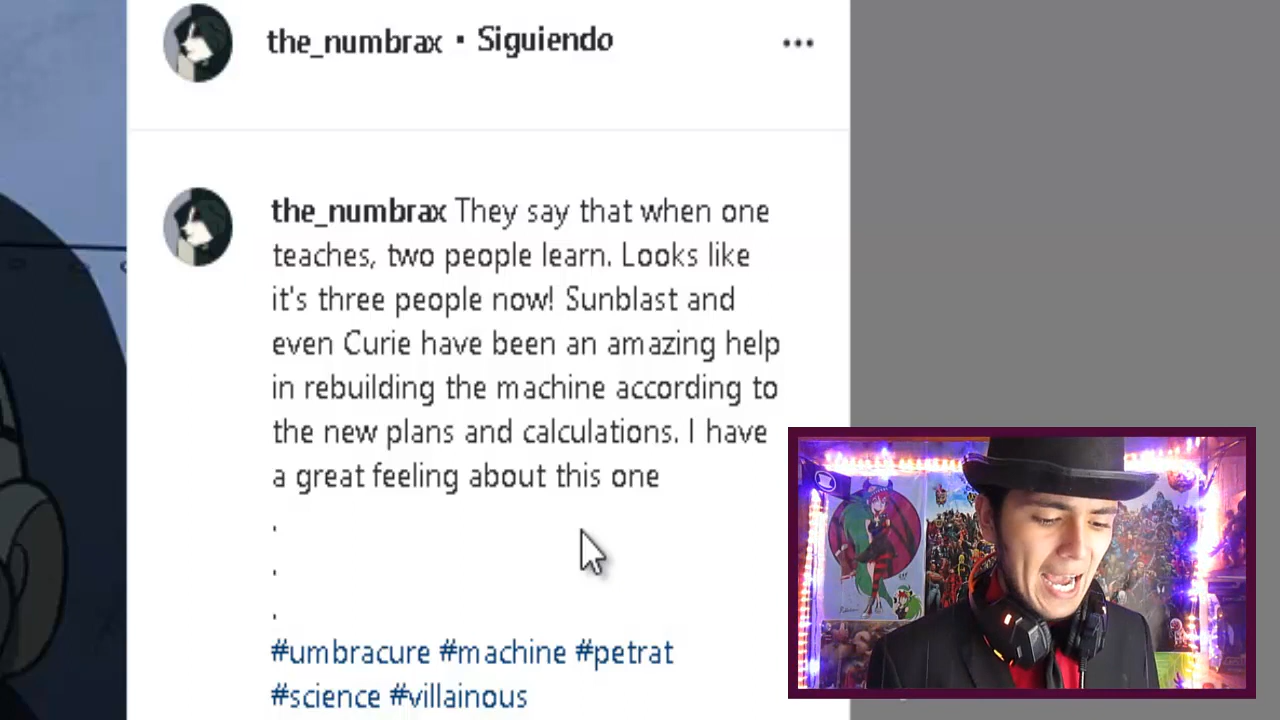 the_numbrax • Siguiendo
the_numbrax They say that when one
teaches, two people learn. Looks like
it's three people now! Sunblast and
even Curie have been an amazing help
in rebuilding the machine according to
the new plans and calculations. I have
a great feeling about this one
.
.
.
#umbracure #machine #petrat
#science #villainous